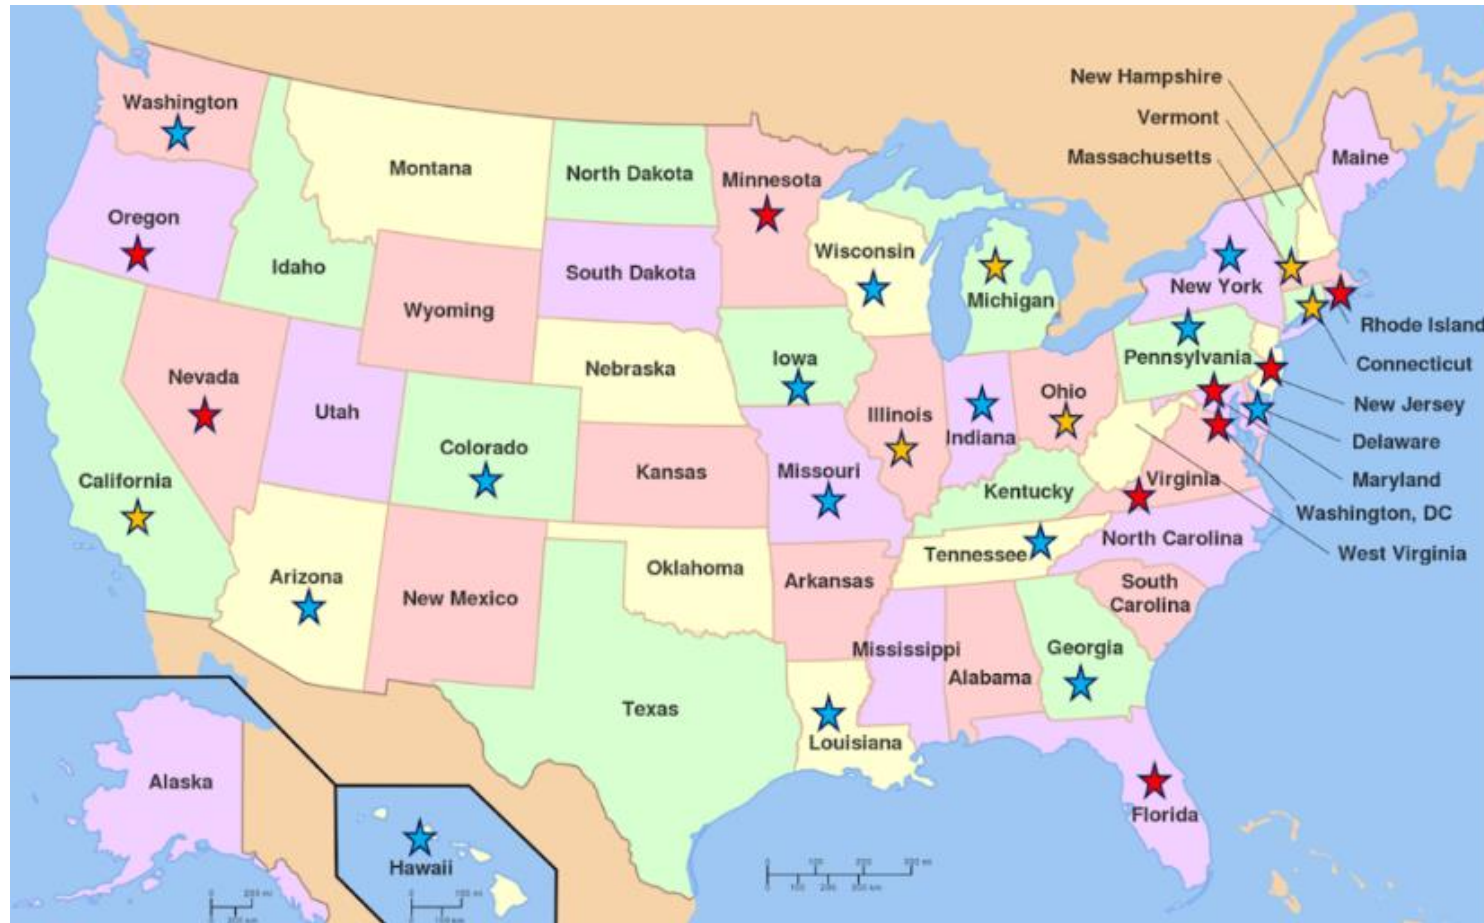 New Hampshire
Vermont
Massachusetts
Washington
Montana
North Dakota
Minnesota
Maine
Oregon
Idaho
South Dakota
Wisconsin
Michigan
New York
Wyoming
Rhode Island
Nevada
Utah
Nebraska
Iowa
Pennsylvania
Connecticut
Illinois
Indiana
Ohio
New Jersey
Colorado
Delaware
California
Kansas
Missouri
Kentucky
Virginia
Maryland
Washington, DC
Arizona
New Mexico
Oklahoma
Arkansas
Tennessee
North Carolina
West Virginia
South
Carolina
Mississippi
Alabama
Georgia
Texas
Louisiana
Alaska
Florida
Hawaii